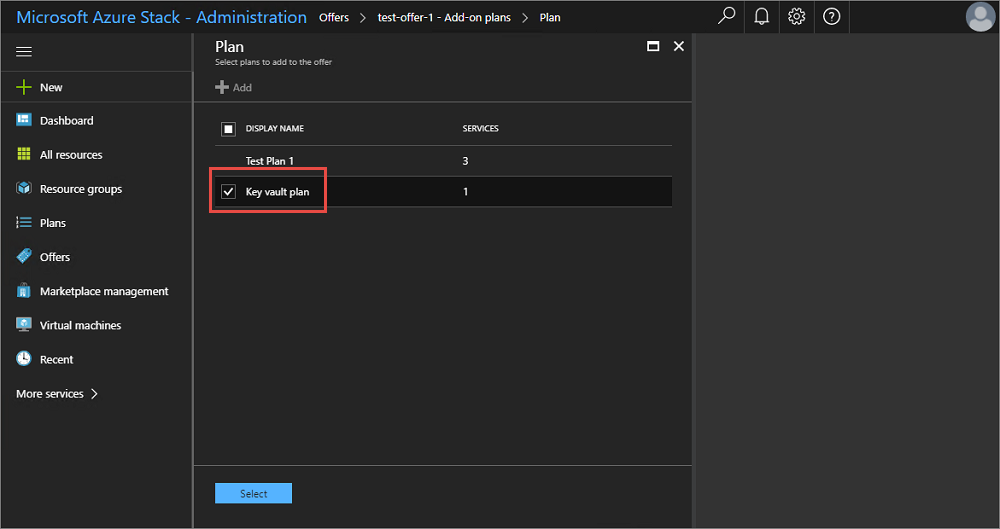 Microsoft Azure Stack - Administration Offers > test-offer-1 - Add-on plans > Plan
Plan
Select plans to add to the offer
Add
DISPLAY NAME SERVICES
Test Plan 1 3
Key vault plan 1
Select
New
Dashboard
All resources
Resource groups
Plans
Offers
Marketplace management
Virtual machines
Recent
More services >